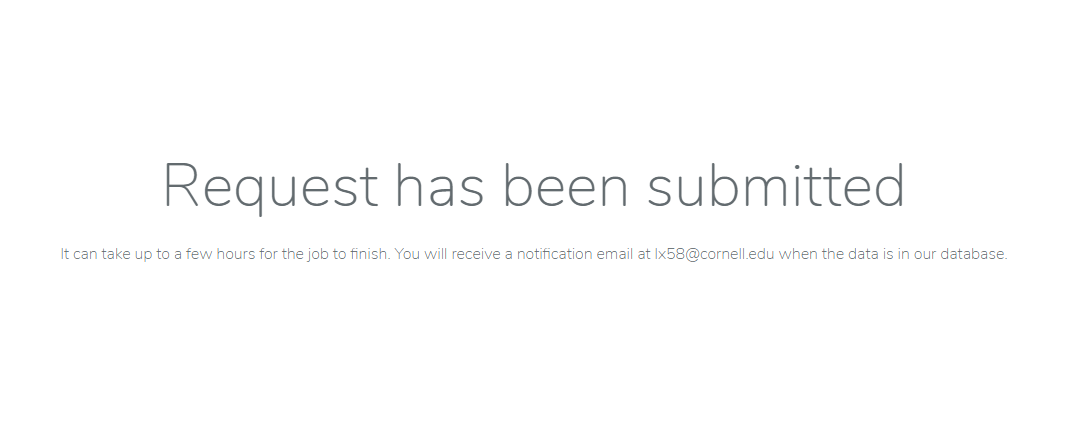 Request has been submitted
It can take up to a few hours for the job to finish. You will receive a notification email at lx58@cornell.edu when the data is in our database.